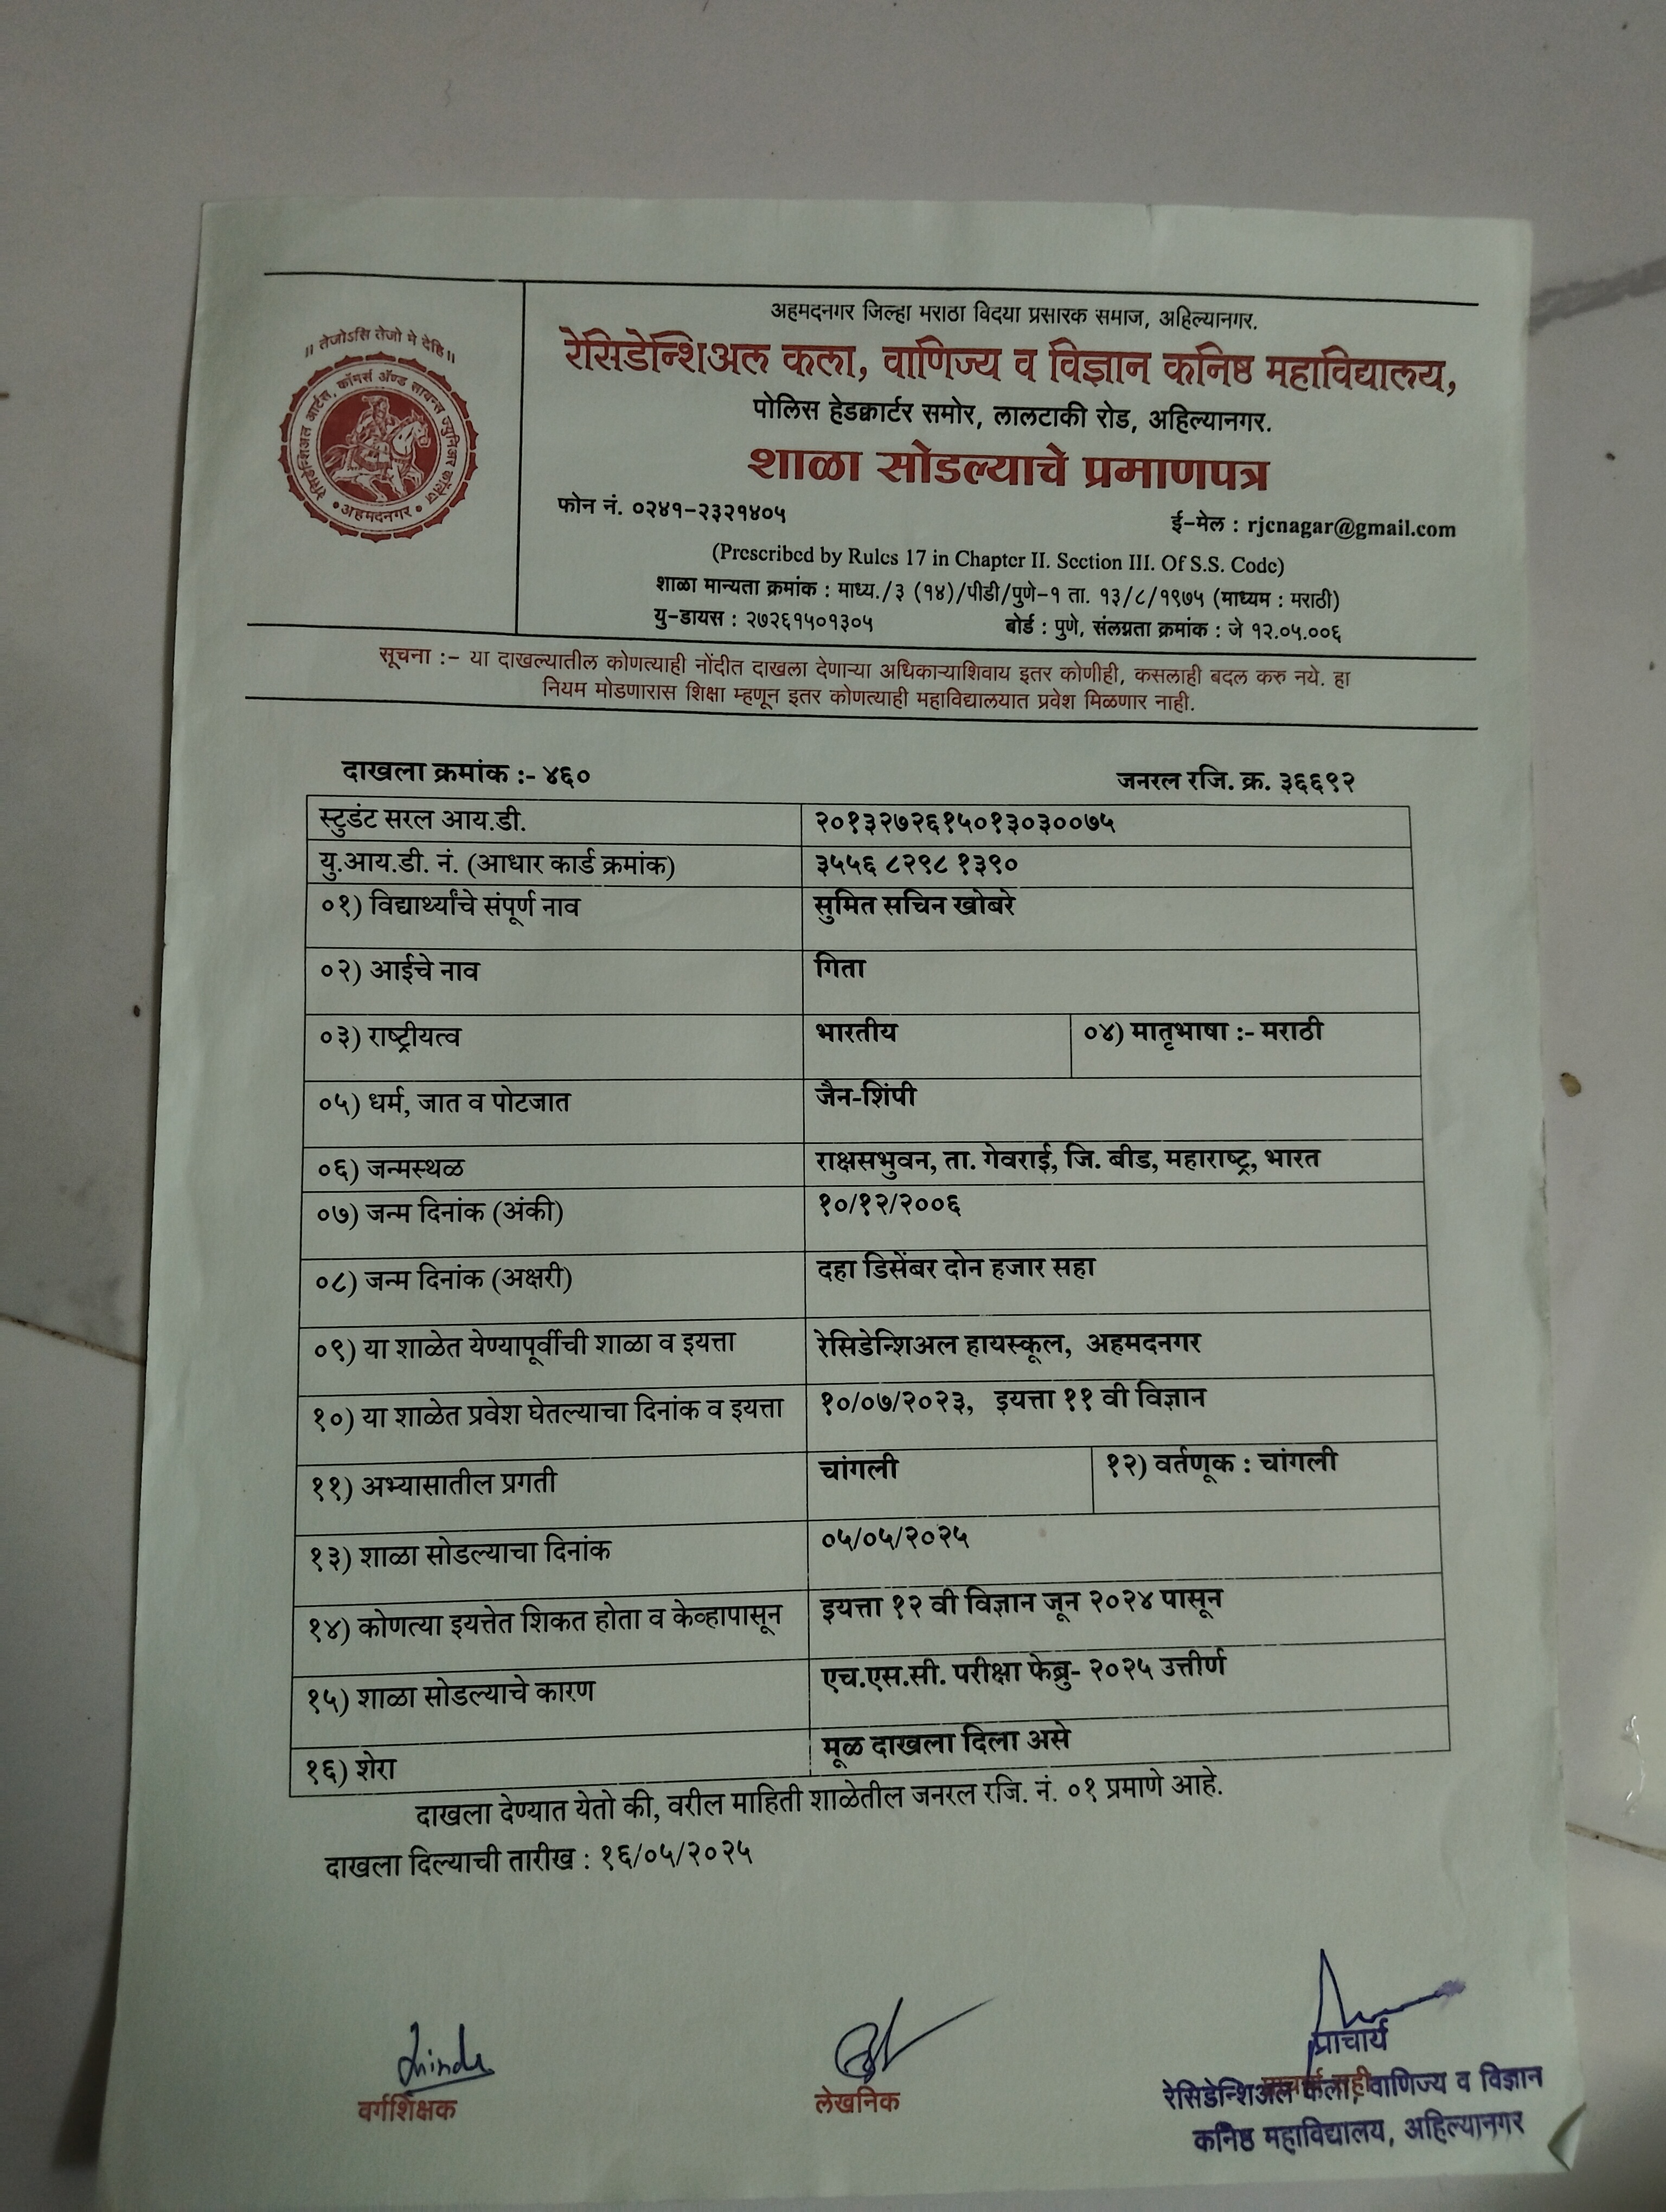 अहमदनगर जिल्हा मराठा विदया प्रसारक समाज, अहिल्यानगर.
॥ तेजोऽसि तेजो मे देहि॥
रेसिडेन्शिअल आर्टस्, कॉमर्स ॲण्ड सायन्स ज्युनिअर कॉलेज
• अहमदनगर •
रेसिडेन्शिअल कला, वाणिज्य व विज्ञान कनिष्ठ महाविद्यालय,
पोलिस हेडक्वार्टर समोर, लालटाकी रोड, अहिल्यानगर.
शाळा सोडल्याचे प्रमाणपत्र
फोन नं. ०२४१-२३२१४०५ ई-मेल : rjcnagar@gmail.com
(Prescribed by Rules 17 in Chapter II. Section III. Of S.S. Code)
शाळा मान्यता क्रमांक : माध्य./३ (१४)/पीडी/पुणे-१ ता. १३/८/१९७५ (माध्यम : मराठी)
यु-डायस : २७२६१५०१३०५ बोर्ड : पुणे, संलग्नता क्रमांक : जे १२.०५.००६
सूचना :- या दाखल्यातील कोणत्याही नोंदीत दाखला देणाऱ्या अधिकाऱ्याशिवाय इतर कोणीही, कसलाही बदल करु नये. हा
नियम मोडणारास शिक्षा म्हणून इतर कोणत्याही महाविद्यालयात प्रवेश मिळणार नाही.
दाखला क्रमांक :- ४६० जनरल रजि. क्र. ३६६९२
स्टुडंट सरल आय.डी. २०१३२७२६१५०१३०३००७५
यु.आय.डी. नं. (आधार कार्ड क्रमांक) ३५५६ ८२९८ १३९०
०१) विद्यार्थ्यांचे संपूर्ण नाव सुमित सचिन खोबरे
०२) आईचे नाव गिता
०३) राष्ट्रीयत्व भारतीय ०४) मातृभाषा :- मराठी
०५) धर्म, जात व पोटजात जैन-शिंपी
०६) जन्मस्थळ राक्षसभुवन, ता. गेवराई, जि. बीड, महाराष्ट्र, भारत
०७) जन्म दिनांक (अंकी) १०/१२/२००६
०८) जन्म दिनांक (अक्षरी) दहा डिसेंबर दोन हजार सहा
०९) या शाळेत येण्यापूर्वीची शाळा व इयत्ता रेसिडेन्शिअल हायस्कूल, अहमदनगर
१०) या शाळेत प्रवेश घेतल्याचा दिनांक व इयत्ता १०/०७/२०२३, इयत्ता ११ वी विज्ञान
११) अभ्यासातील प्रगती चांगली १२) वर्तणूक : चांगली
१३) शाळा सोडल्याचा दिनांक ०५/०५/२०२५
१४) कोणत्या इयत्तेत शिकत होता व केव्हापासून इयत्ता १२ वी विज्ञान जून २०२४ पासून
१५) शाळा सोडल्याचे कारण एच.एस.सी. परीक्षा फेब्रु- २०२५ उत्तीर्ण
१६) शेरा मूळ दाखला दिला असे
दाखला देण्यात येतो की, वरील माहिती शाळेतील जनरल रजि. नं. ०१ प्रमाणे आहे.
दाखला दिल्याची तारीख : १६/०५/२०२५
वर्गशिक्षक लेखनिक प्राचार्य
रेसिडेन्शिअल कला, वाणिज्य व विज्ञान
कनिष्ठ महाविद्यालय, अहिल्यानगर